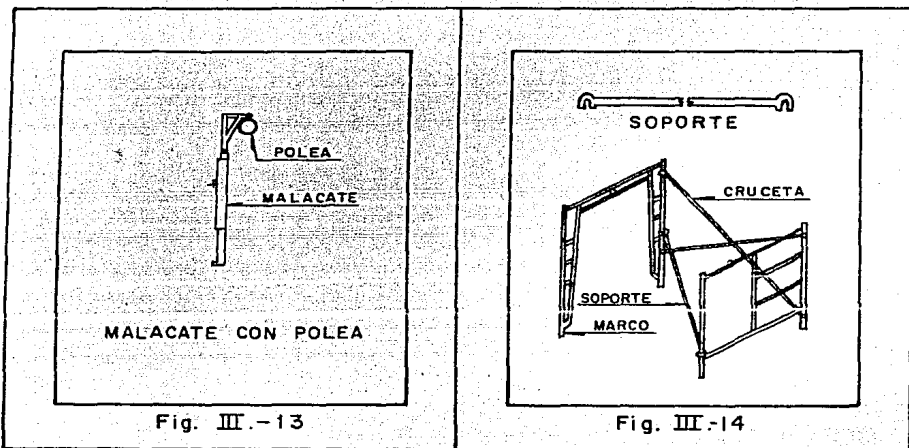 POLEA
MALACATE
MALACATE CON POLEA
Fig. III.-13
SOPORTE
CRUCETA
SOPORTE
MARCO
Fig. III.-14